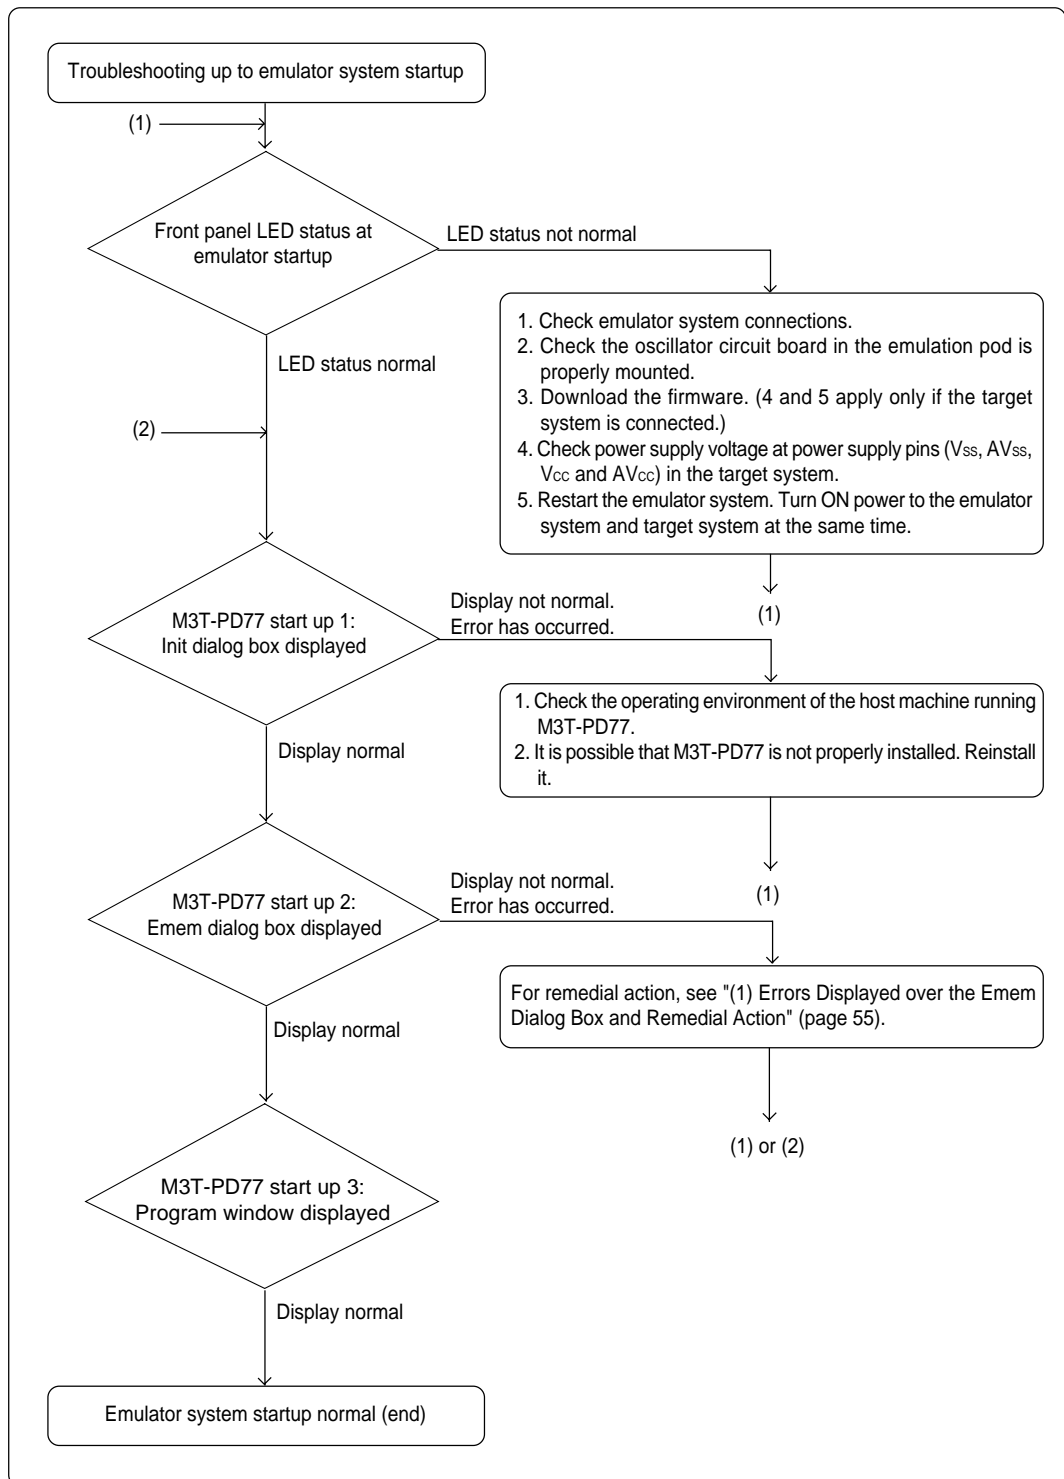 Troubleshooting up to emulator system startup
(1)
Front panel LED status at
emulator startup
LED status not normal
1. Check emulator system connections.
2. Check the oscillator circuit board in the emulation pod is
properly mounted.
3. Download the firmware. (4 and 5 apply only if the target
system is connected.)
4. Check power supply voltage at power supply pins (Vss, AVss,
Vcc and AVcc) in the target system.
5. Restart the emulator system. Turn ON power to the emulator
system and target system at the same time.
(1)
LED status normal
(2)
M3T-PD77 start up 1:
Init dialog box displayed
Display not normal.
Error has occurred.
1. Check the operating environment of the host machine running
M3T-PD77.
2. It is possible that M3T-PD77 is not properly installed. Reinstall
it.
(1)
Display normal
M3T-PD77 start up 2:
Emem dialog box displayed
Display not normal.
Error has occurred.
For remedial action, see "(1) Errors Displayed over the Emem
Dialog Box and Remedial Action" (page 55).
(1) or (2)
Display normal
M3T-PD77 start up 3:
Program window displayed
Display normal
Emulator system startup normal (end)